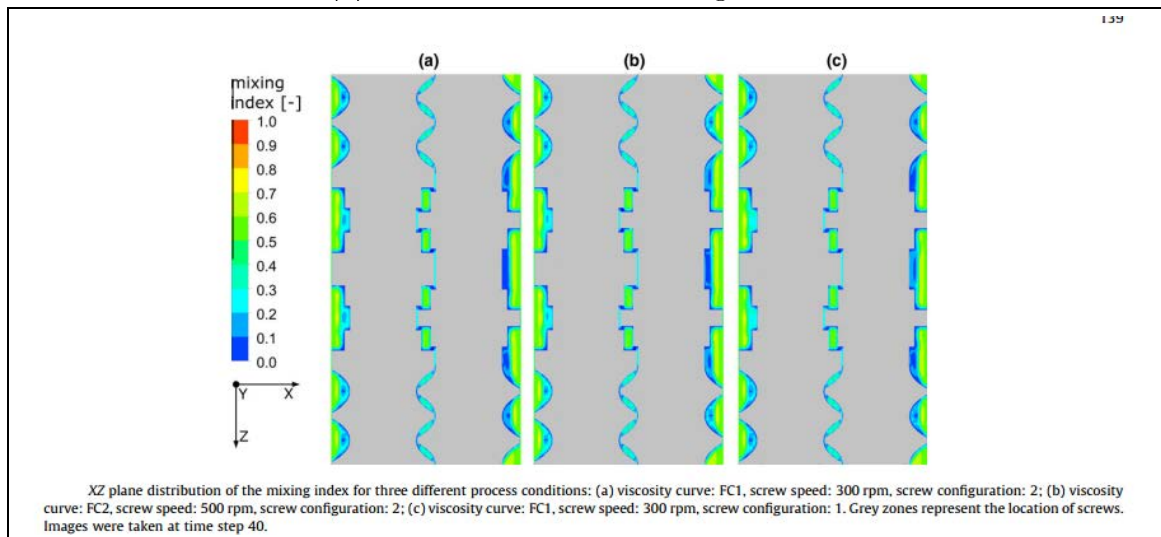 139
(a)
(b)
(c)
mixing
index [-]
1.0
0.9
0.8
0.7
0.6
0.5
0.4
0.3
0.2
0.1
0.0
Y
X
Z
XZ plane distribution of the mixing index for three different process conditions: (a) viscosity curve: FC1, screw speed: 300 rpm, screw configuration: 2; (b) viscosity
curve: FC2, screw speed: 500 rpm, screw configuration: 2; (c) viscosity curve: FC1, screw speed: 300 rpm, screw configuration: 1. Grey zones represent the location of screws.
Images were taken at time step 40.